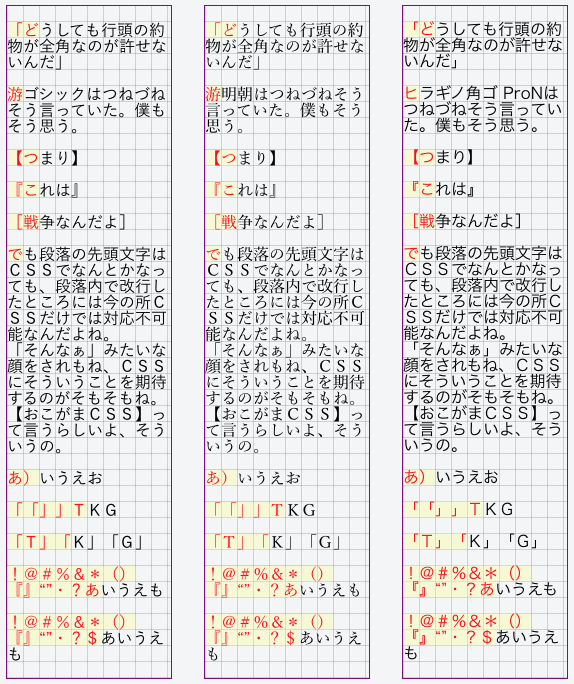 「どうしても行頭の約
物が全角なのが許せな
いんだ」
游ゴシックはつねづね
そう言っていた。僕も
そう思う。
【つまり】
『これは』
［戦争なんだよ］
でも段落の先頭文字は
ＣＳＳでなんとかなっ
ても、段落内で改行し
たところには今の所Ｃ
ＳＳだけでは対応不可
能なんだよね。
「そんなぁ」みたいな
顔をされもね、ＣＳＳ
にそういうことを期待
するのがそもそもね。
【おこがまＣＳＳ】っ
て言うらしいよ、そう
いうの。
あ）いうえお
「「」」ＴＫＧ
「Ｔ」「Ｋ」「Ｇ」
！＠＃％＆＊（）
『』“”・？あいうえも
！＠＃％＆＊（）
『』“”・？＄あいうえ
も
「どうしても行頭の約
物が全角なのが許せな
いんだ」
游明朝はつねづねそう
言っていた。僕もそう
思う。
【つまり】
『これは』
［戦争なんだよ］
でも段落の先頭文字は
ＣＳＳでなんとかなっ
ても、段落内で改行し
たところには今の所Ｃ
ＳＳだけでは対応不可
能なんだよね。
「そんなぁ」みたいな
顔をされもね、ＣＳＳ
にそういうことを期待
するのがそもそもね。
【おこがまＣＳＳ】っ
て言うらしいよ、そう
いうの。
あ）いうえお
「「」」ＴＫＧ
「Ｔ」「Ｋ」「Ｇ」
！＠＃％＆＊（）
『』“”・？あいうえも
！＠＃％＆＊（）
『』“”・？＄あいうえ
も
「どうしても行頭の約
物が全角なのが許せな
いんだ」
ヒラギノ角ゴ ProNは
つねづねそう言ってい
た。僕もそう思う。
【つまり】
『これは』
［戦争なんだよ］
でも段落の先頭文字は
ＣＳＳでなんとかなっ
ても、段落内で改行し
たところには今の所Ｃ
ＳＳだけでは対応不可
能なんだよね。
「そんなぁ」みたいな
顔をされもね、ＣＳＳ
にそういうことを期待
するのがそもそもね。
【おこがまＣＳＳ】っ
て言うらしいよ、そう
いうの。
あ）いうえお
「「」」ＴＫＧ
「Ｔ」「Ｋ」「Ｇ」
！＠＃％＆＊（）
『』“”・？あいうえも
！＠＃％＆＊（）
『』“”・？＄あいうえ
も